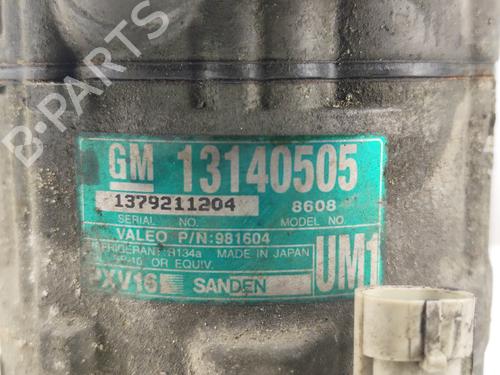 B-PARTS
GM 13140505
1379211204 8608
SERIAL NO. MODEL NO.
VALEO P/N:981604
R134a MADE IN JAPAN
OR EQUIV.
PXV16 SANDEN UM1